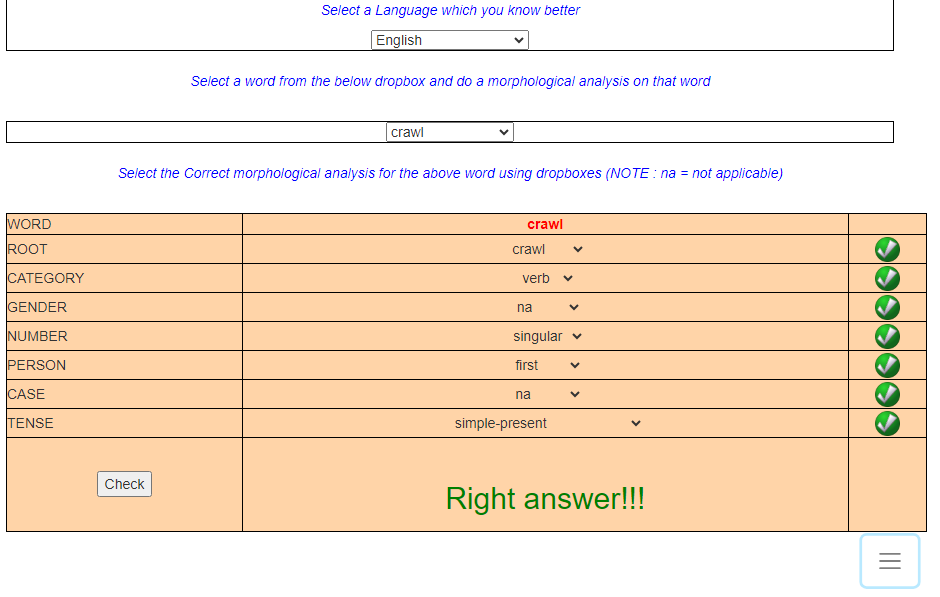 Select a Language which you know better
English
Select a word from the below dropbox and do a morphological analysis on that word
crawl
Select the Correct morphological analysis for the above word using dropboxes (NOTE : na = not applicable)
WORD crawl
ROOT crawl
CATEGORY verb
GENDER na
NUMBER singular
PERSON first
CASE na
TENSE simple-present
Check Right answer!!!